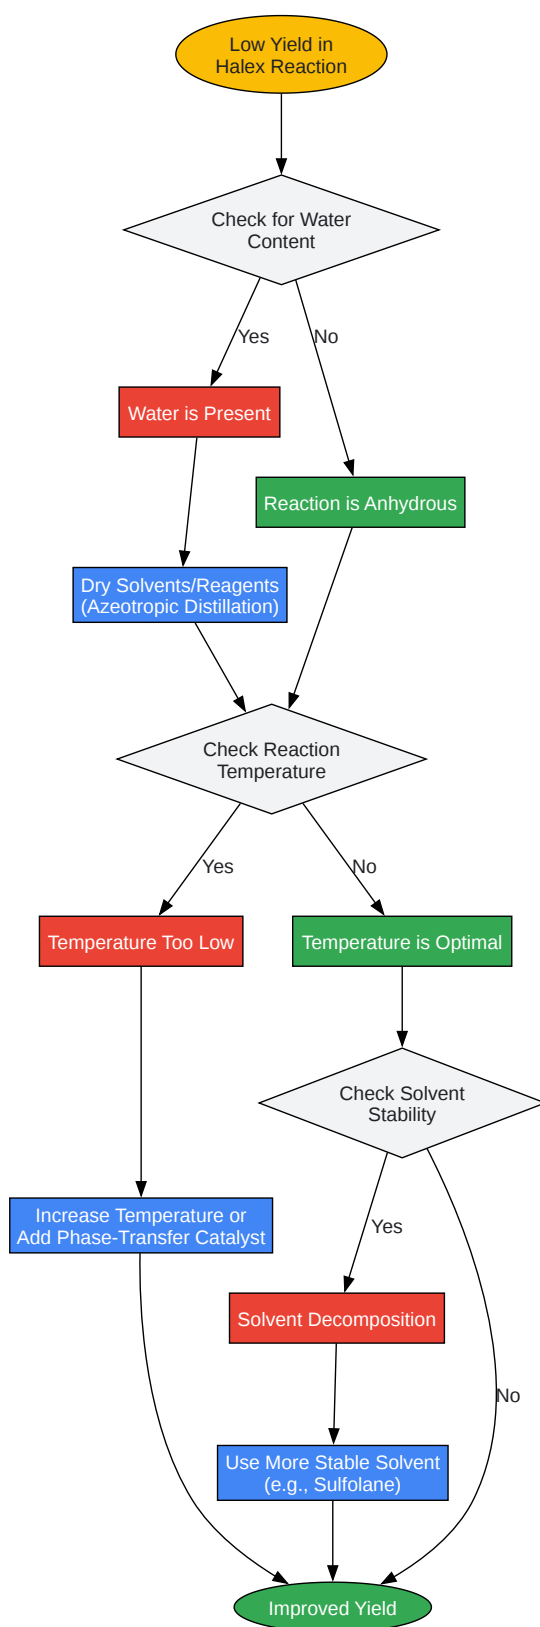 Low Yield in
Halex Reaction
Check for Water
Content
Yes
No
Water is Present
Reaction is Anhydrous
Dry Solvents/Reagents
(Azeotropic Distillation)
Check Reaction
Temperature
Yes
No
Temperature Too Low
Temperature is Optimal
Check Solvent
Stability
Increase Temperature or
Add Phase-Transfer Catalyst
Yes
Solvent Decomposition
No
Use More Stable Solvent
(e.g., Sulfolane)
Improved Yield